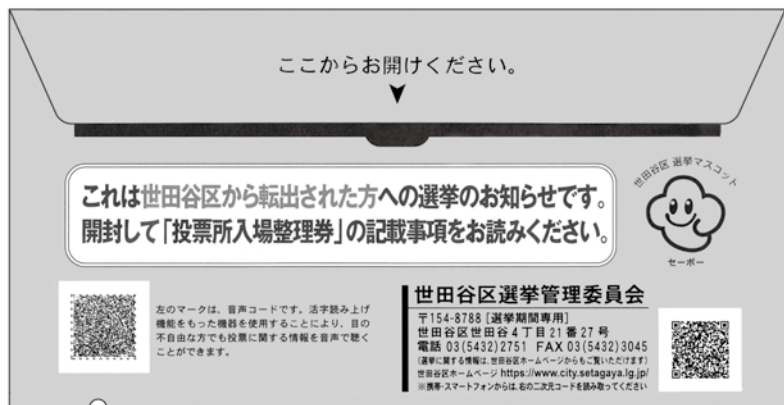 ここからお開けください。
これは世田谷区から転出された方への選挙のお知らせです。
開封して「投票所入場整理券」の記載事項をお読みください。
世田谷区 選挙マスコット
セーボー
左のマークは、音声コードです。活字読み上げ
機能をもった機器を使用することにより、目の
不自由な方でも投票に関する情報を音声で聴く
ことができます。
世田谷区選挙管理委員会
〒154-8788 [選挙期間専用]
世田谷区世田谷4丁目21番27号
電話 03(5432)2751 FAX 03(5432)3045
(選挙に関する情報は、世田谷区ホームページからもご覧いただけます)
世田谷区ホームページ https://www.city.setagaya.lg.jp/
※携帯・スマートフォンからは、右の二次元コードを読み取ってください